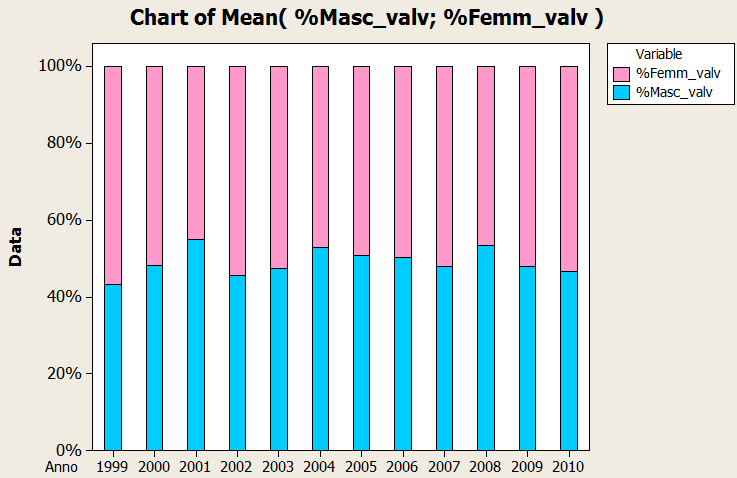 Chart of Mean( %Masc_valv; %Femm_valv )
Variable
%Femm_valv
%Masc_valv
100%
80%
60%
40%
20%
0%
Data
Anno 1999 2000 2001 2002 2003 2004 2005 2006 2007 2008 2009 2010